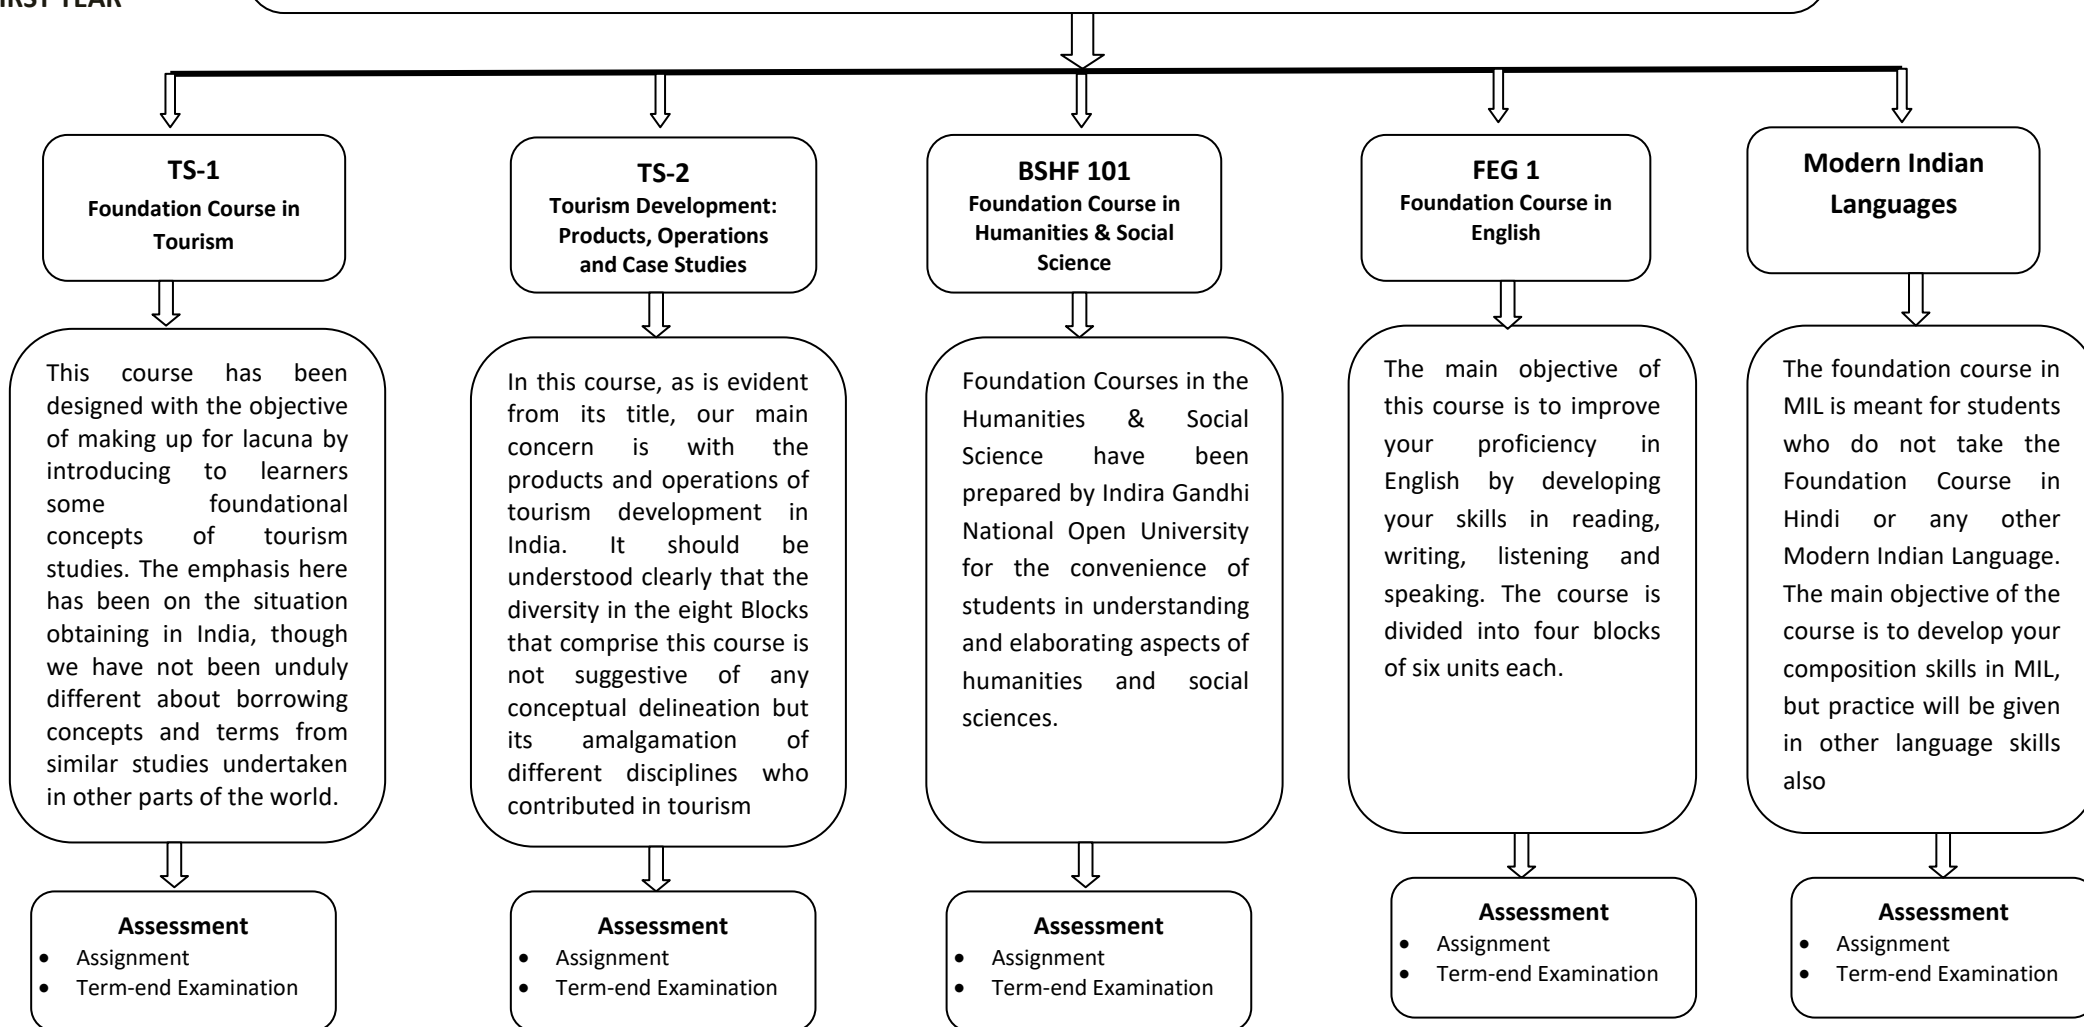 YEAR
TS-1
Foundation Course in
Tourism
TS-2
Tourism Development:
Products, Operations
and Case Studies
BSHF 101
Foundation Course in
Humanities & Social
Science
FEG 1
Foundation Course in
English
Modern Indian
Languages
This course has been
designed with the objective
of making up for lacuna by
introducing to learners
some foundational
concepts of tourism
studies. The emphasis here
has been on the situation
obtaining in India, though
we have not been unduly
different about borrowing
concepts and terms from
similar studies undertaken
in other parts of the world.
In this course, as is evident
from its title, our main
concern is with the
products and operations of
tourism development in
India. It should be
understood clearly that the
diversity in the eight Blocks
that comprise this course is
not suggestive of any
conceptual delineation but
its amalgamation of
different disciplines who
contributed in tourism
Foundation Courses in the
Humanities & Social
Science have been
prepared by Indira Gandhi
National Open University
for the convenience of
students in understanding
and elaborating aspects of
humanities and social
sciences.
The main objective of
this course is to improve
your proficiency in
English by developing
your skills in reading,
writing, listening and
speaking. The course is
divided into four blocks
of six units each.
The foundation course in
MIL is meant for students
who do not take the
Foundation Course in
Hindi or any other
Modern Indian Language.
The main objective of the
course is to develop your
composition skills in MIL,
but practice will be given
in other language skills
also
Assessment
• Assignment
• Term-end Examination
Assessment
• Assignment
• Term-end Examination
Assessment
• Assignment
• Term-end Examination
Assessment
• Assignment
• Term-end Examination
Assessment
• Assignment
• Term-end Examination